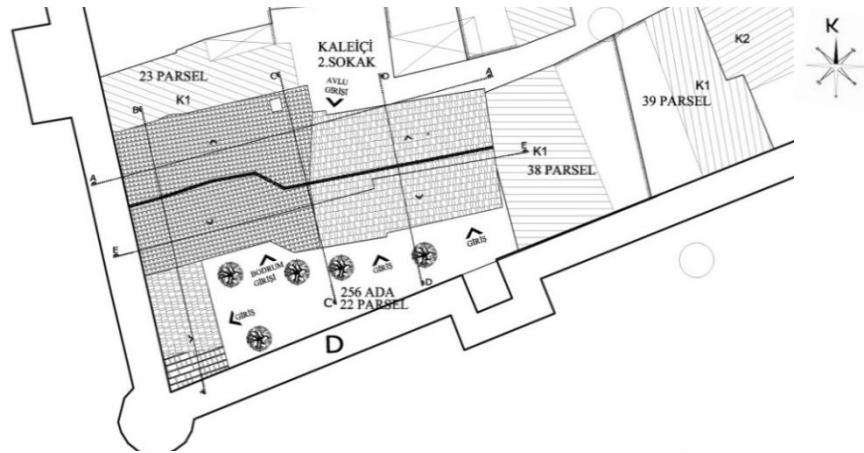 K
KALEİÇİ
2.SOKAK
AVLU
GİRİŞİ
23 PARSEL
K1
K2
K1
39 PARSEL
K1
38 PARSEL
A
A
B
C
C
D
D
E
E
BODRUM
GİRİŞİ
GİRİŞ
GİRİŞ
GİRİŞ
256 ADA
22 PARSEL
D